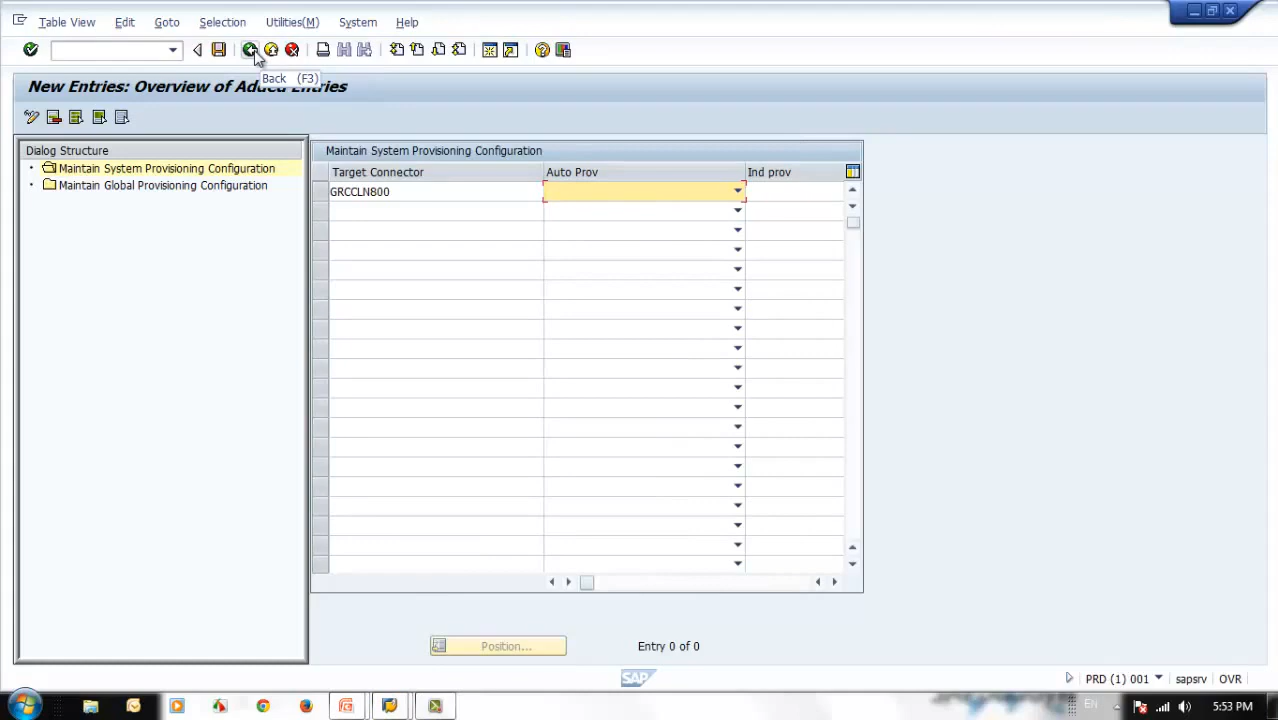 Table View Edit Goto Selection Utilities(M) System Help
Back (F3)
New Entries: Overview of Added Entries
Dialog Structure
Maintain System Provisioning Configuration
Maintain Global Provisioning Configuration
Maintain System Provisioning Configuration
Target Connector Auto Prov Ind prov
GRCCLN800
Position... Entry 0 of 0
SAP PRD (1) 001 sapsrv OVR
EN 5:53 PM